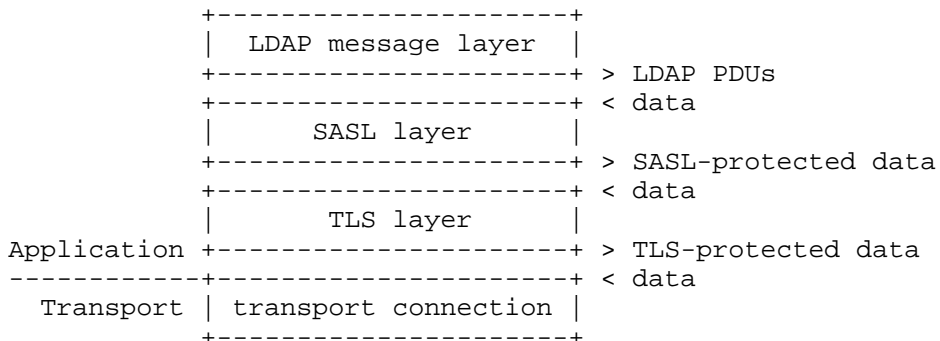 +----------------------+
|  LDAP message layer  |
+----------------------+ > LDAP PDUs
+----------------------+ < data
|      SASL layer      |
+----------------------+ > SASL-protected data
+----------------------+ < data
|       TLS layer      |
Application +----------------------+ > TLS-protected data
------------+----------------------+ < data
Transport | transport connection |
+----------------------+